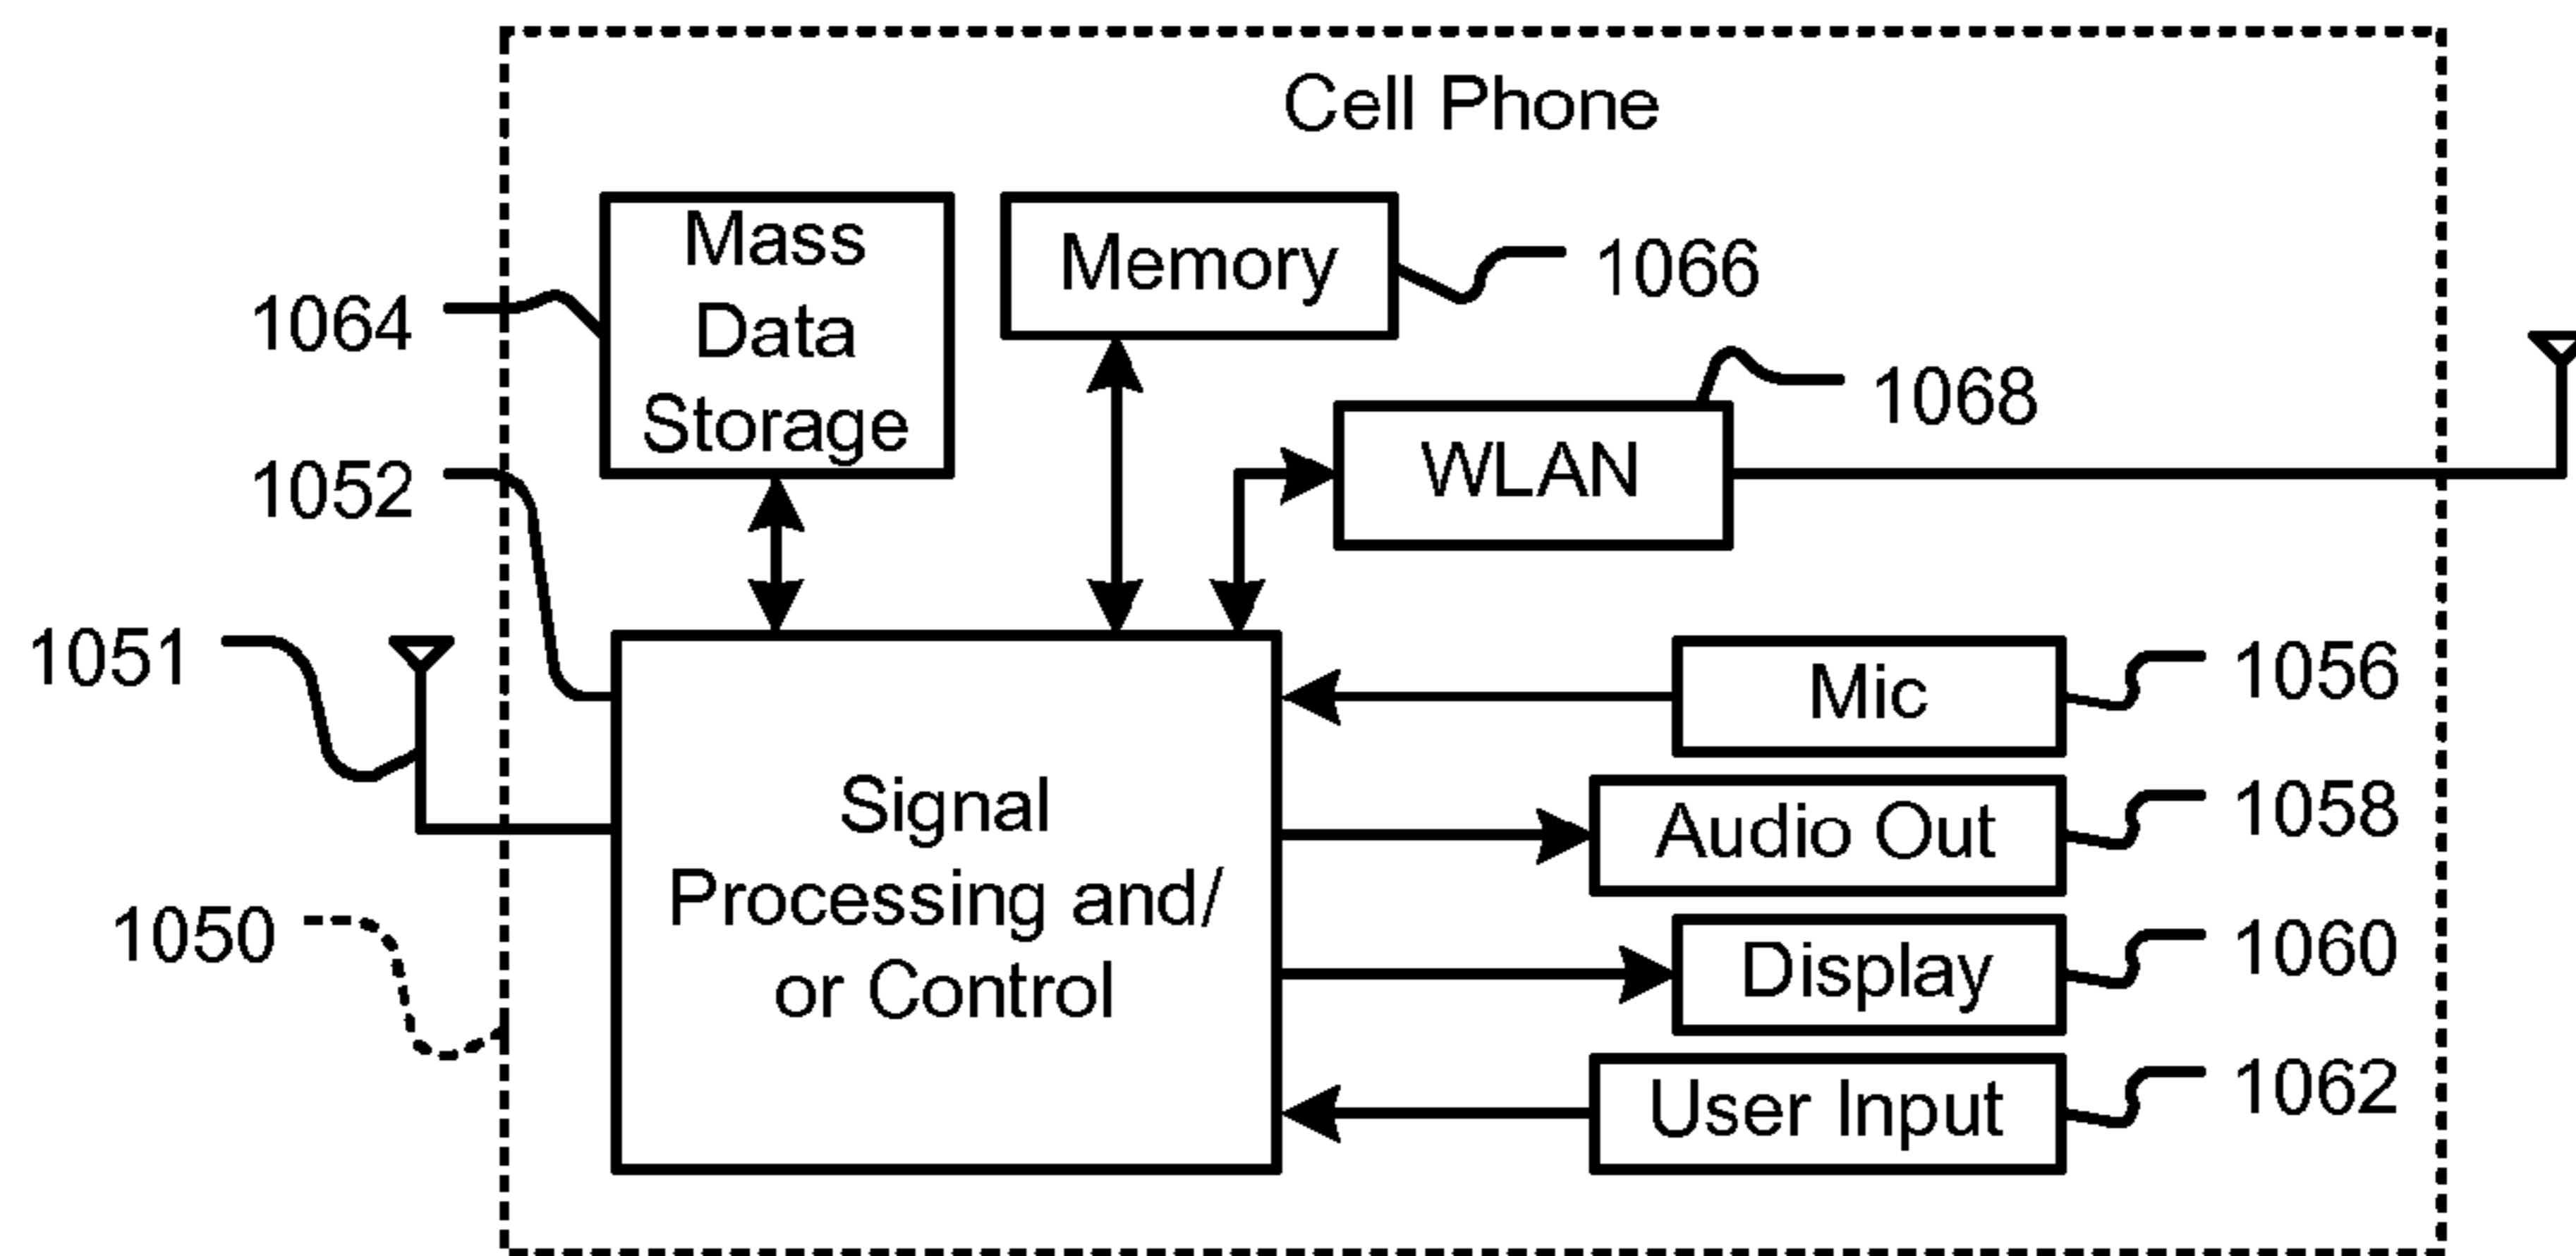 Cell Phone
Mass
Data
Storage
Memory
1066
1064
1068
WLAN
1052
1051
Mic
1056
Signal
Processing and/
or Control
Audio Out
1058
1050
Display
1060
User Input
1062